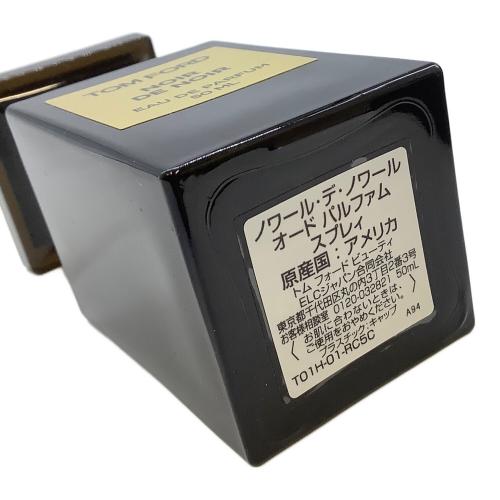 TOM FORD
NOIR
DE NOIR
EAU DE PARFUM
50 ML
ノワール・デ・ノワール
オード パルファム
スプレィ
原産国：アメリカ
トム フォード ビューティ
ELCジャパン合同会社
東京都千代田区丸の内3丁目2番3号
お客様相談室 0120-032821 50mL
〈お肌に合わないときは、
ご使用をおやめください。〉
プラスチック:キャップ
T01H-01-RC5C A94